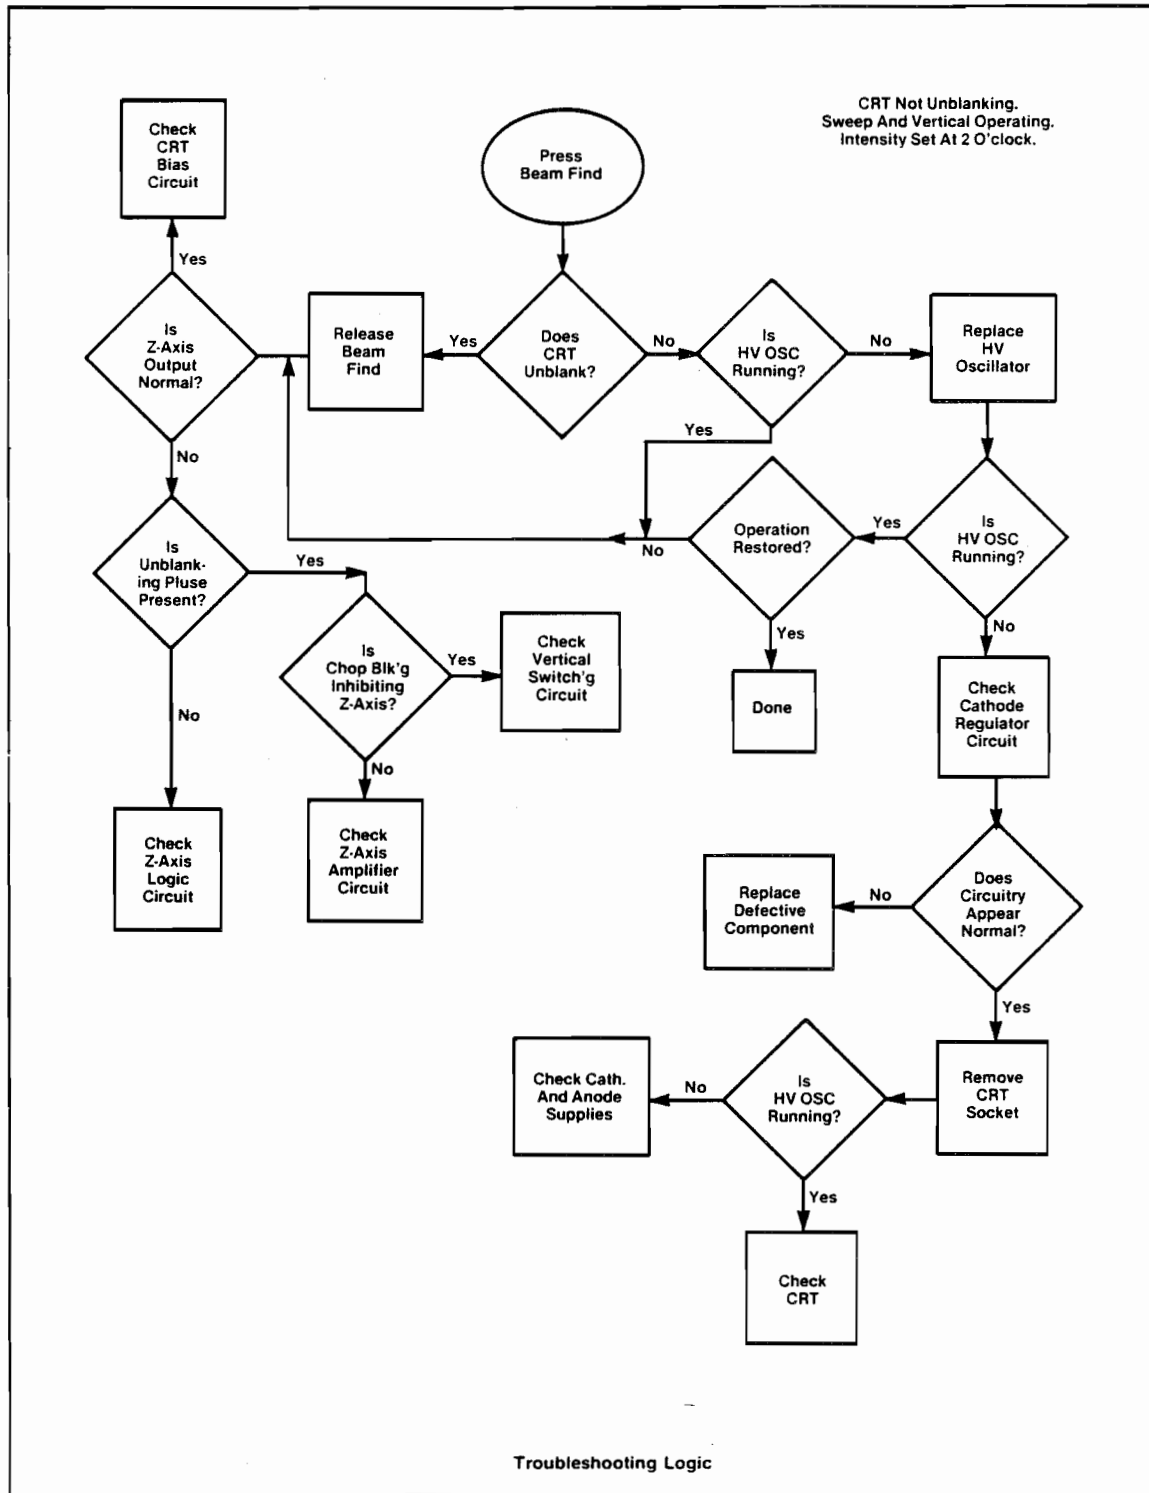 CRT Not Unblanking.
Sweep And Vertical Operating.
Intensity Set At 2 O'clock.
Press
Beam Find
Check
CRT
Bias
Circuit
Yes
Is
Z-Axis
Output
Normal?
Release
Beam
Find
Yes
Does
CRT
Unblank?
No
Is
HV OSC
Running?
No
Replace
HV
Oscillator
Yes
No
Is
Unblank-
ing Pluse
Present?
Yes
No
Operation
Restored?
Yes
Is
HV OSC
Running?
Yes
No
Is
Chop Blk'g
Inhibiting
Z-Axis?
Yes
Check
Vertical
Switch'g
Circuit
Done
Check
Cathode
Regulator
Circuit
No
No
Check
Z-Axis
Logic
Circuit
Check
Z-Axis
Amplifier
Circuit
Replace
Defective
Component
No
Does
Circuitry
Appear
Normal?
Yes
Check Cath.
And Anode
Supplies
No
Is
HV OSC
Running?
Remove
CRT
Socket
Yes
Check
CRT
Troubleshooting Logic